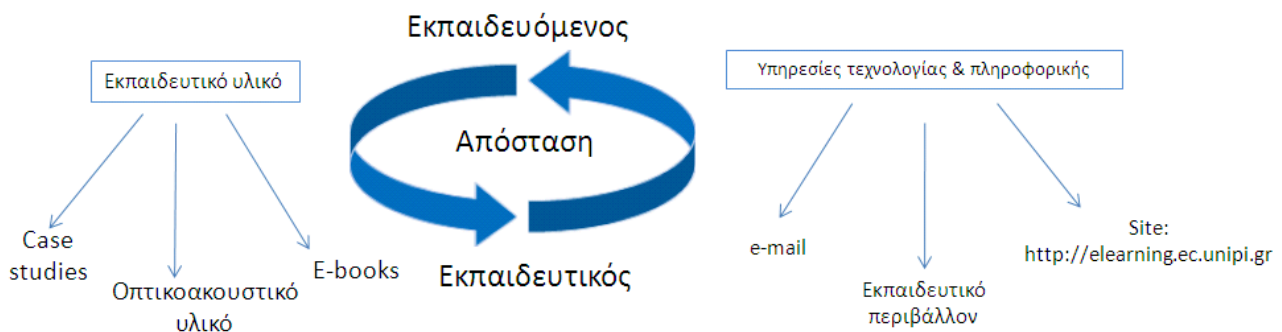 Εκπαιδευόμενος
Εκπαιδευτικό υλικό
Υπηρεσίες τεχνολογίας & πληροφορικής
Απόσταση
Case
studies
Οπτικοακουστικό
υλικό
E-books
Εκπαιδευτικός
e-mail
Εκπαιδευτικό
περιβάλλον
Site:
http://elearning.ec.unipi.gr